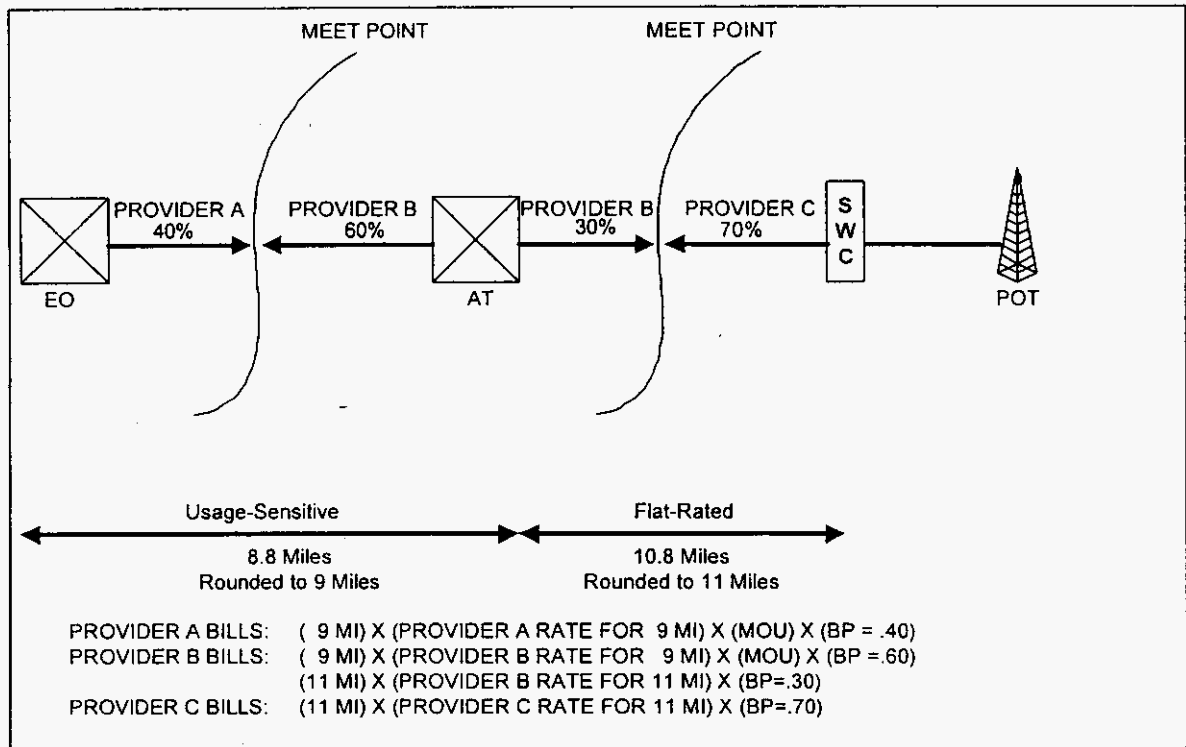 MEET POINT
MEET POINT
PROVIDER A
40%
PROVIDER B
60%
PROVIDER B
30%
PROVIDER C
70%
S
W
C
EO
AT
POT
Usage-Sensitive
Flat-Rated
8.8 Miles
10.8 Miles
Rounded to 9 Miles
Rounded to 11 Miles
PROVIDER A BILLS: ( 9 MI) X (PROVIDER A RATE FOR 9 MI) X (MOU) X (BP = .40)
PROVIDER B BILLS: ( 9 MI) X (PROVIDER B RATE FOR 9 MI) X (MOU) X (BP =.60)
(11 MI) X (PROVIDER B RATE FOR 11 MI) X (BP=.30)
PROVIDER C BILLS: (11 MI) X (PROVIDER C RATE FOR 11 MI) X (BP=.70)